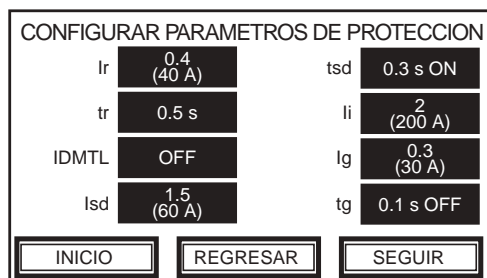 CONFIGURAR PARAMETROS DE PROTECCION
Ir 0.4
(40 A)
tr 0.5 s
IDMTL OFF
Isd 1.5
(60 A)
tsd 0.3 s ON
Ii 2
(200 A)
Ig 0.3
(30 A)
tg 0.1 s OFF
INICIO
REGRESAR
SEGUIR